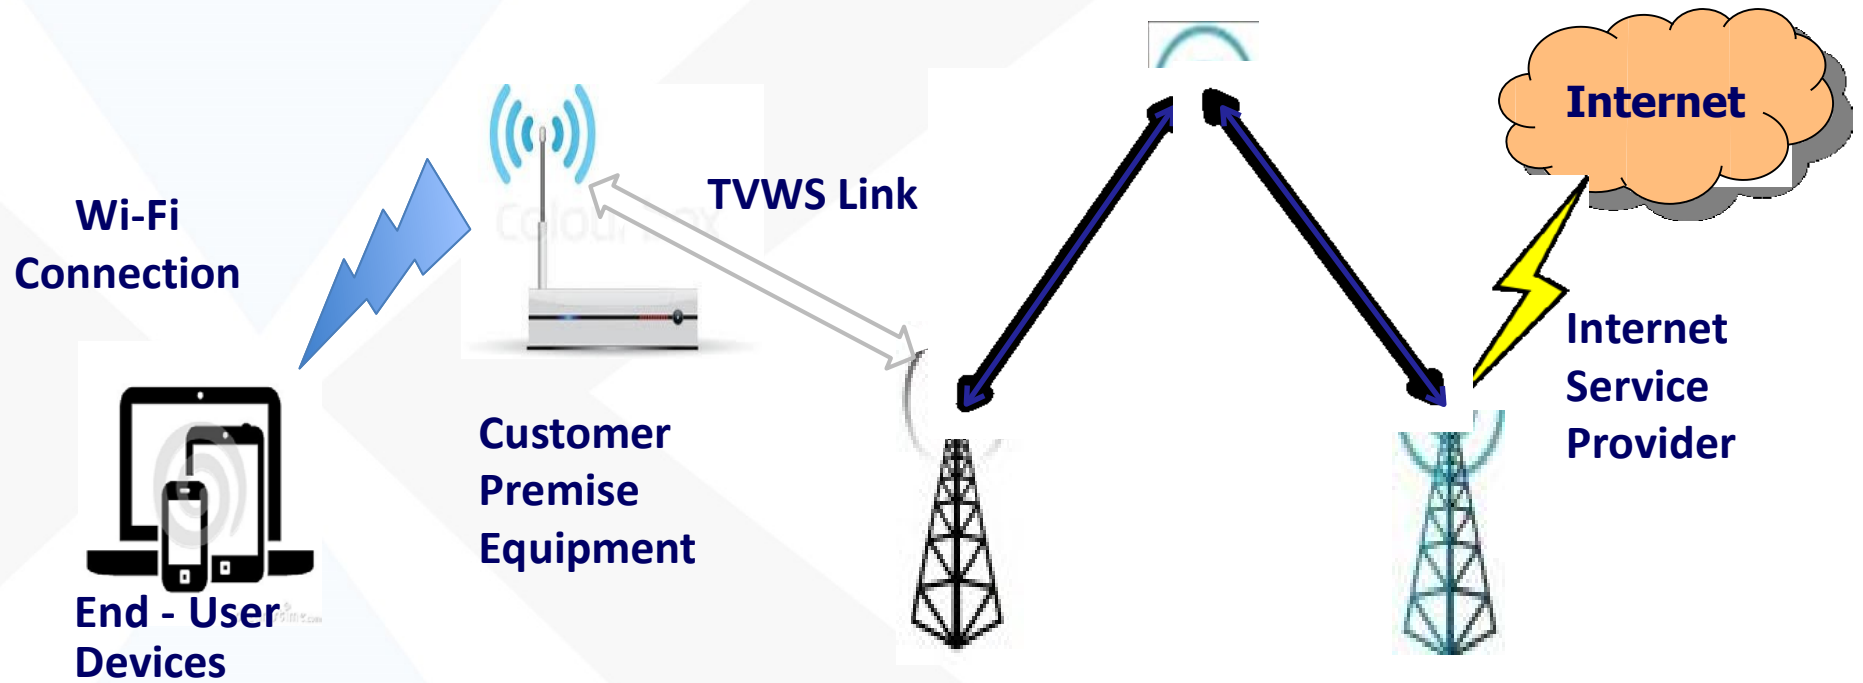 Wi-Fi
Connection
TVWS Link
Internet
Internet
Service
Provider
Customer
Premise
Equipment
End - User
Devices